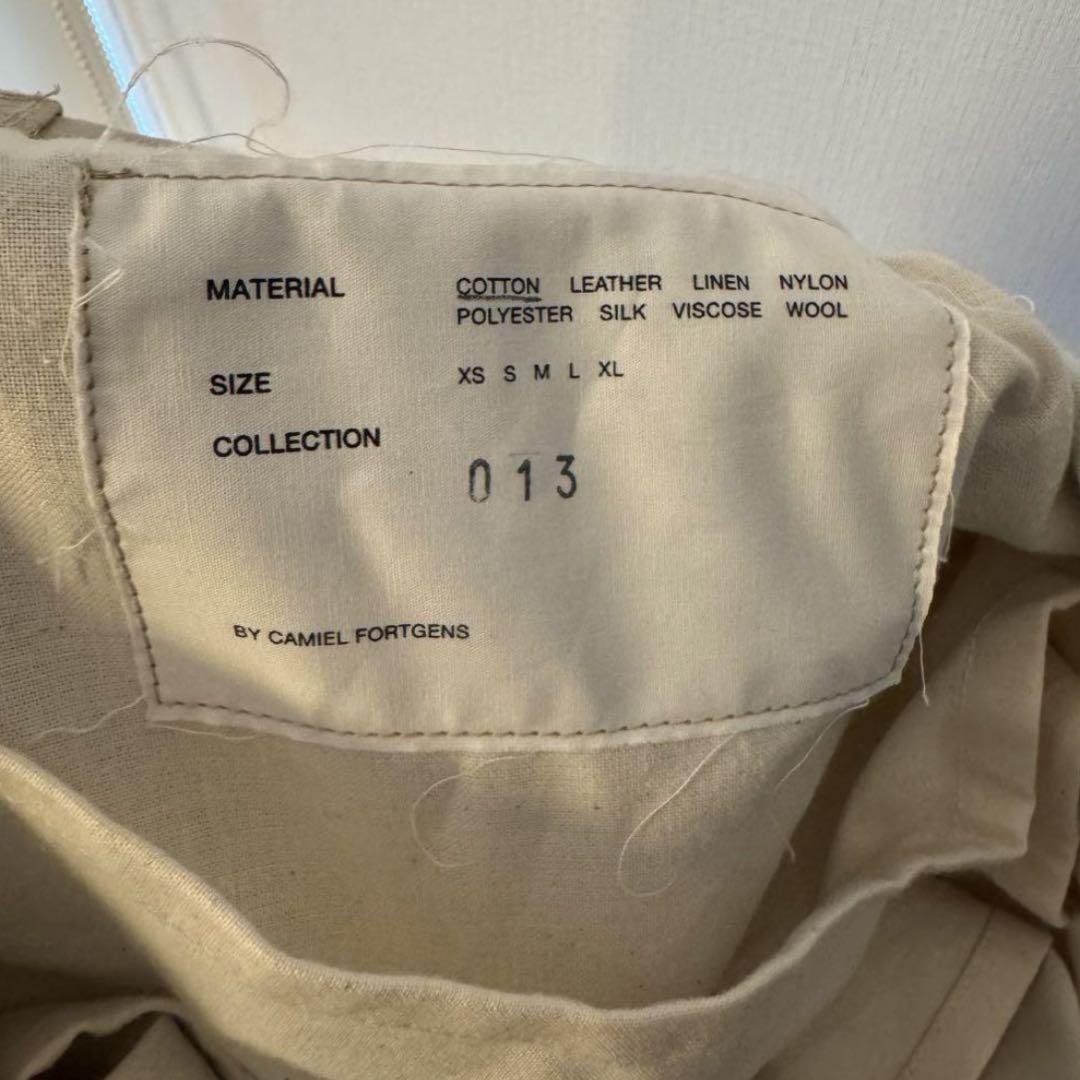 MATERIAL COTTON LEATHER LINEN NYLON
POLYESTER SILK VISCOSE WOOL
SIZE XS S M L XL
COLLECTION 013
BY CAMIEL FORTGENS